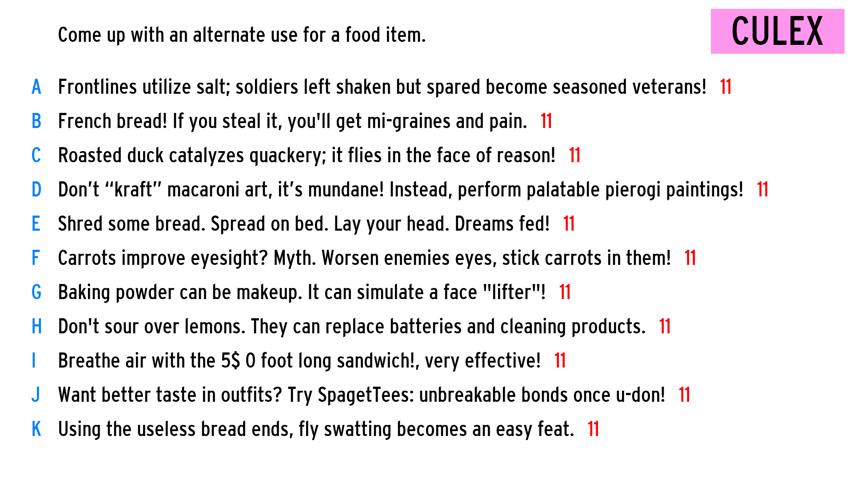 Come up with an alternate use for a food item.
CULEX
A Frontlines utilize salt; soldiers left shaken but spared become seasoned veterans! 11
B French bread! If you steal it, you'll get mi-graines and pain. 11
C Roasted duck catalyzes quackery; it flies in the face of reason! 11
D Don’t “kraft” macaroni art, it’s mundane! Instead, perform palatable pierogi paintings! 11
E Shred some bread. Spread on bed. Lay your head. Dreams fed! 11
F Carrots improve eyesight? Myth. Worsen enemies eyes, stick carrots in them! 11
G Baking powder can be makeup. It can simulate a face "lifter"! 11
H Don't sour over lemons. They can replace batteries and cleaning products. 11
I Breathe air with the 5$ O foot long sandwich!, very effective! 11
J Want better taste in outfits? Try SpagetTees: unbreakable bonds once u-don! 11
K Using the useless bread ends, fly swatting becomes an easy feat. 11